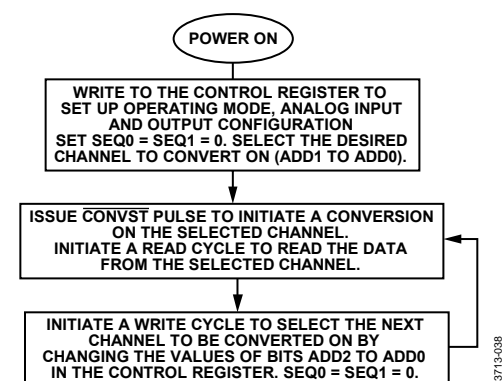 POWER ON
WRITE TO THE CONTROL REGISTER TO
SET UP OPERATING MODE, ANALOG INPUT
AND OUTPUT CONFIGURATION
SET SEQ0 = SEQ1 = 0. SELECT THE DESIRED
CHANNEL TO CONVERT ON (ADD1 TO ADD0).
ISSUE CONVST PULSE TO INITIATE A CONVERSION
ON THE SELECTED CHANNEL.
INITIATE A READ CYCLE TO READ THE DATA
FROM THE SELECTED CHANNEL.
INITIATE A WRITE CYCLE TO SELECT THE NEXT
CHANNEL TO BE CONVERTED ON BY
CHANGING THE VALUES OF BITS ADD2 TO ADD0
IN THE CONTROL REGISTER. SEQ0 = SEQ1 = 0.
3713-038